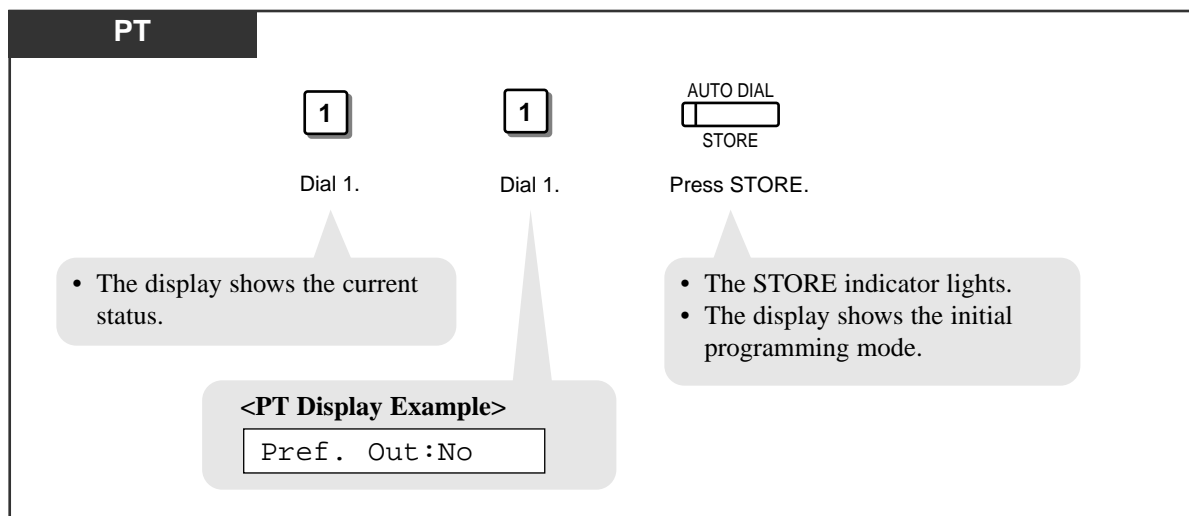 PT
1
1
AUTO DIAL
STORE
Dial 1.
Dial 1.
Press STORE.
• The display shows the current
status.
• The STORE indicator lights.
• The display shows the initial
programming mode.
<PT Display Example>
Pref. Out:No